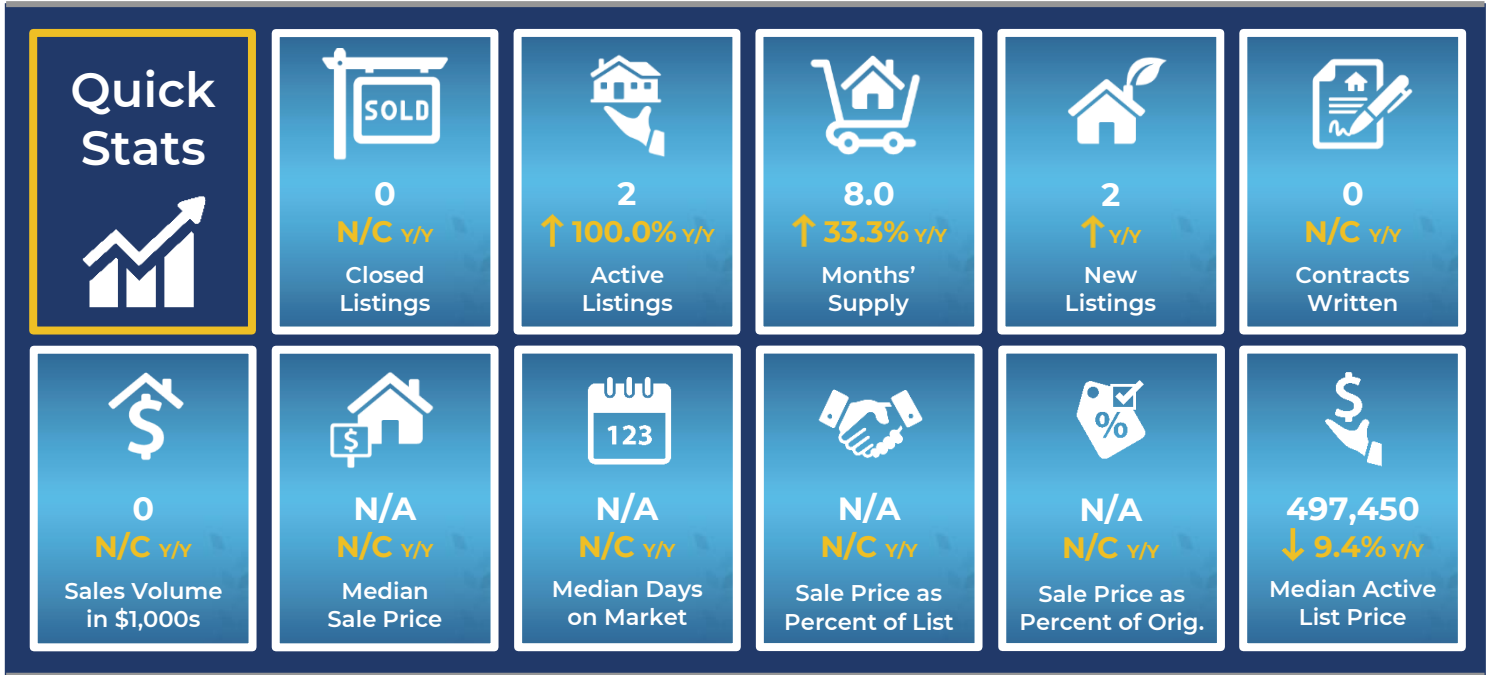 Quick
Stats
SOLD
0
N/C Y/Y
Closed
Listings
2
↑ 100.0% Y/Y
Active
Listings
8.0
↑ 33.3% Y/Y
Months’
Supply
2
↑ Y/Y
New
Listings
0
N/C Y/Y
Contracts
Written
$
0
N/C Y/Y
Sales Volume
in $1,000s
$
N/A
N/C Y/Y
Median
Sale Price
123
N/A
N/C Y/Y
Median Days
on Market
N/A
N/C Y/Y
Sale Price as
Percent of List
%
N/A
N/C Y/Y
Sale Price as
Percent of Orig.
$
497,450
↓ 9.4% Y/Y
Median Active
List Price